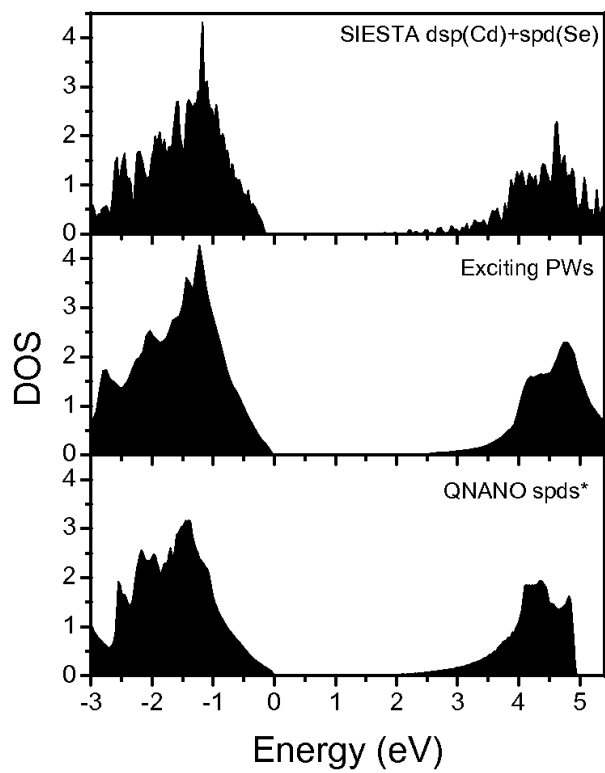 SIESTA dsp(Cd)+spd(Se)
4
3
2
1
0
Exciting PWs
4
3
2
1
0
DOS
QNANO spds*
4
3
2
1
0
-3 -2 -1 0 1 2 3 4 5
Energy (eV)